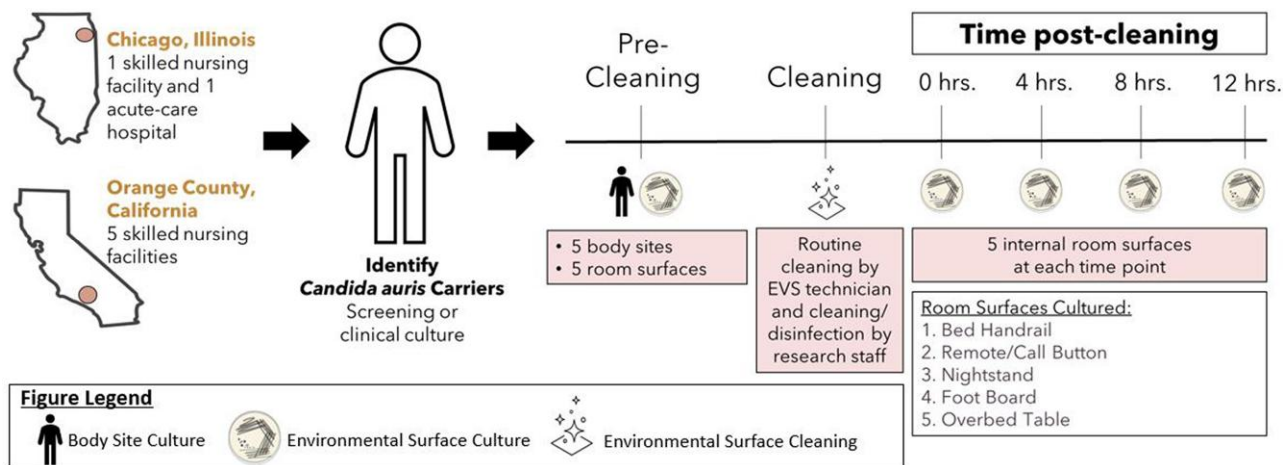 Chicago, Illinois
1 skilled nursing
facility and 1
acute-care
hospital
Orange County,
California
5 skilled nursing
facilities
Identify
Candida auris Carriers
Screening or
clinical culture
Pre-
Cleaning
Cleaning
Time post-cleaning
0 hrs.
4 hrs.
8 hrs.
12 hrs.
• 5 body sites
• 5 room surfaces
Routine
cleaning by
EVS technician
and cleaning/
disinfection by
research staff
5 internal room surfaces
at each time point
Room Surfaces Cultured:
1. Bed Handrail
2. Remote/Call Button
3. Nightstand
4. Foot Board
5. Overbed Table
Figure Legend
Body Site Culture
Environmental Surface Culture
Environmental Surface Cleaning